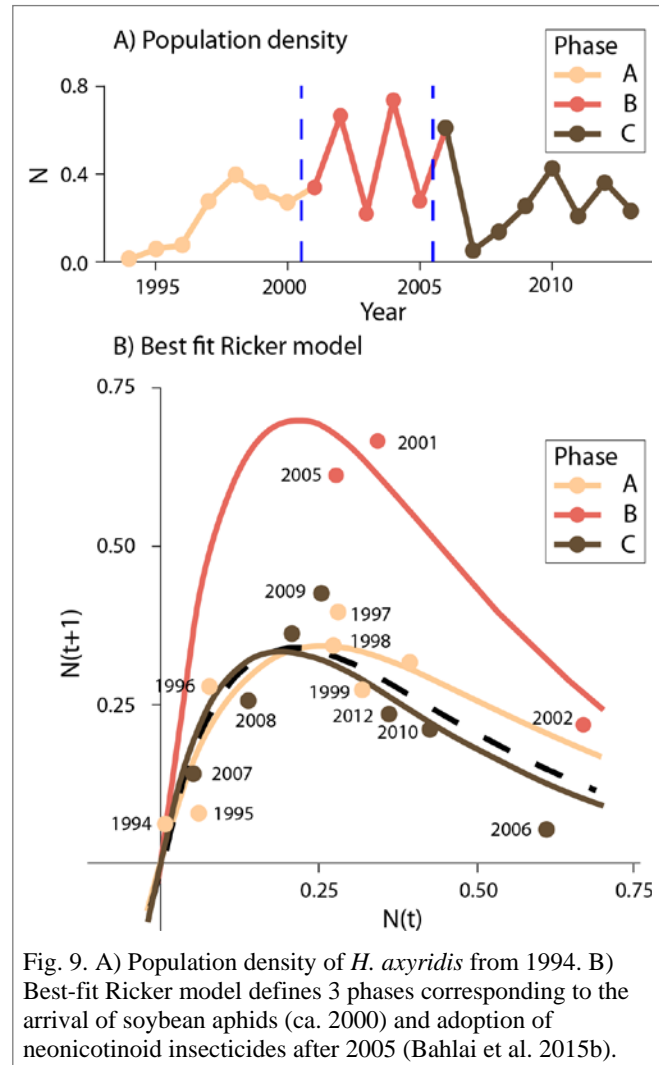 A) Population density
Phase
A
B
C
0.8
0.4
0.0
N
1995
2000
2005
2010
Year
B) Best fit Ricker model
0.75
0.50
0.25
N(t+1)
Phase
A
B
C
2001
2005
2009
1997
1998
1996
1999
2008
2012
2010
2002
2007
1994
1995
2006
0.25
0.50
0.75
N(t)
Fig. 9. A) Population density of H. axyridis from 1994. B)
Best-fit Ricker model defines 3 phases corresponding to the
arrival of soybean aphids (ca. 2000) and adoption of
neonicotinoid insecticides after 2005 (Bahlai et al. 2015b).